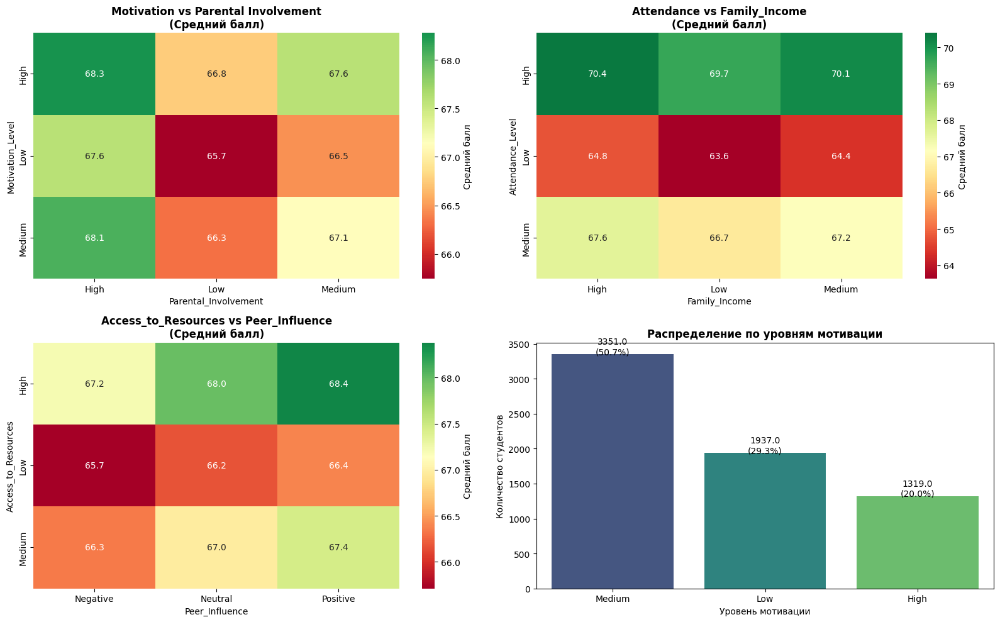 Motivation vs Parental Involvement
(Средний балл)
High
Low
Medium
Motivation_Level
68.3
66.8
67.6
67.6
65.7
66.5
68.1
66.3
67.1
High
Low
Medium
Parental_Involvement
68.0
67.5
67.0
66.5
66.0
Средний балл
Attendance vs Family_Income
(Средний балл)
High
Low
Medium
Attendance_Level
70.4
69.7
70.1
64.8
63.6
64.4
67.6
66.7
67.2
High
Low
Medium
Family_Income
70
69
68
67
66
65
64
Средний балл
Access_to_Resources vs Peer_Influence
(Средний балл)
High
Low
Medium
Access_to_Resources
67.2
68.0
68.4
65.7
66.2
66.4
66.3
67.0
67.4
Negative
Neutral
Positive
Peer_Influence
68.0
67.5
67.0
66.5
66.0
Средний балл
Распределение по уровням мотивации
3500
3000
2500
2000
1500
1000
500
0
Количество студентов
3351.0
(50.7%)
1937.0
(29.3%)
1319.0
(20.0%)
Medium
Low
High
Уровень мотивации